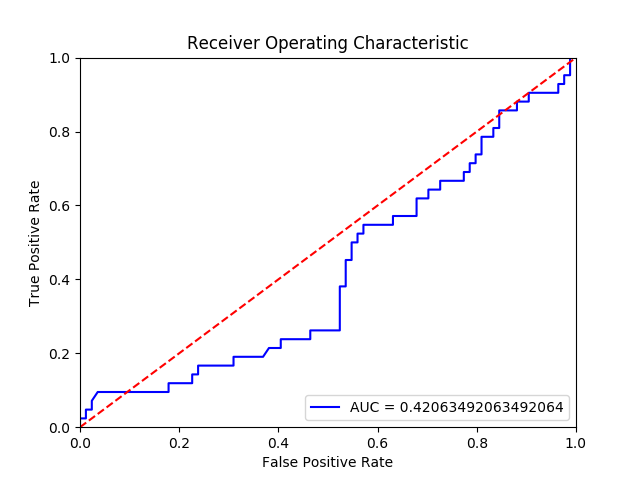 Receiver Operating Characteristic
1.0
0.8
0.6
0.4
0.2
0.0
True Positive Rate
AUC = 0.42063492063492064
0.0 0.2 0.4 0.6 0.8 1.0
False Positive Rate